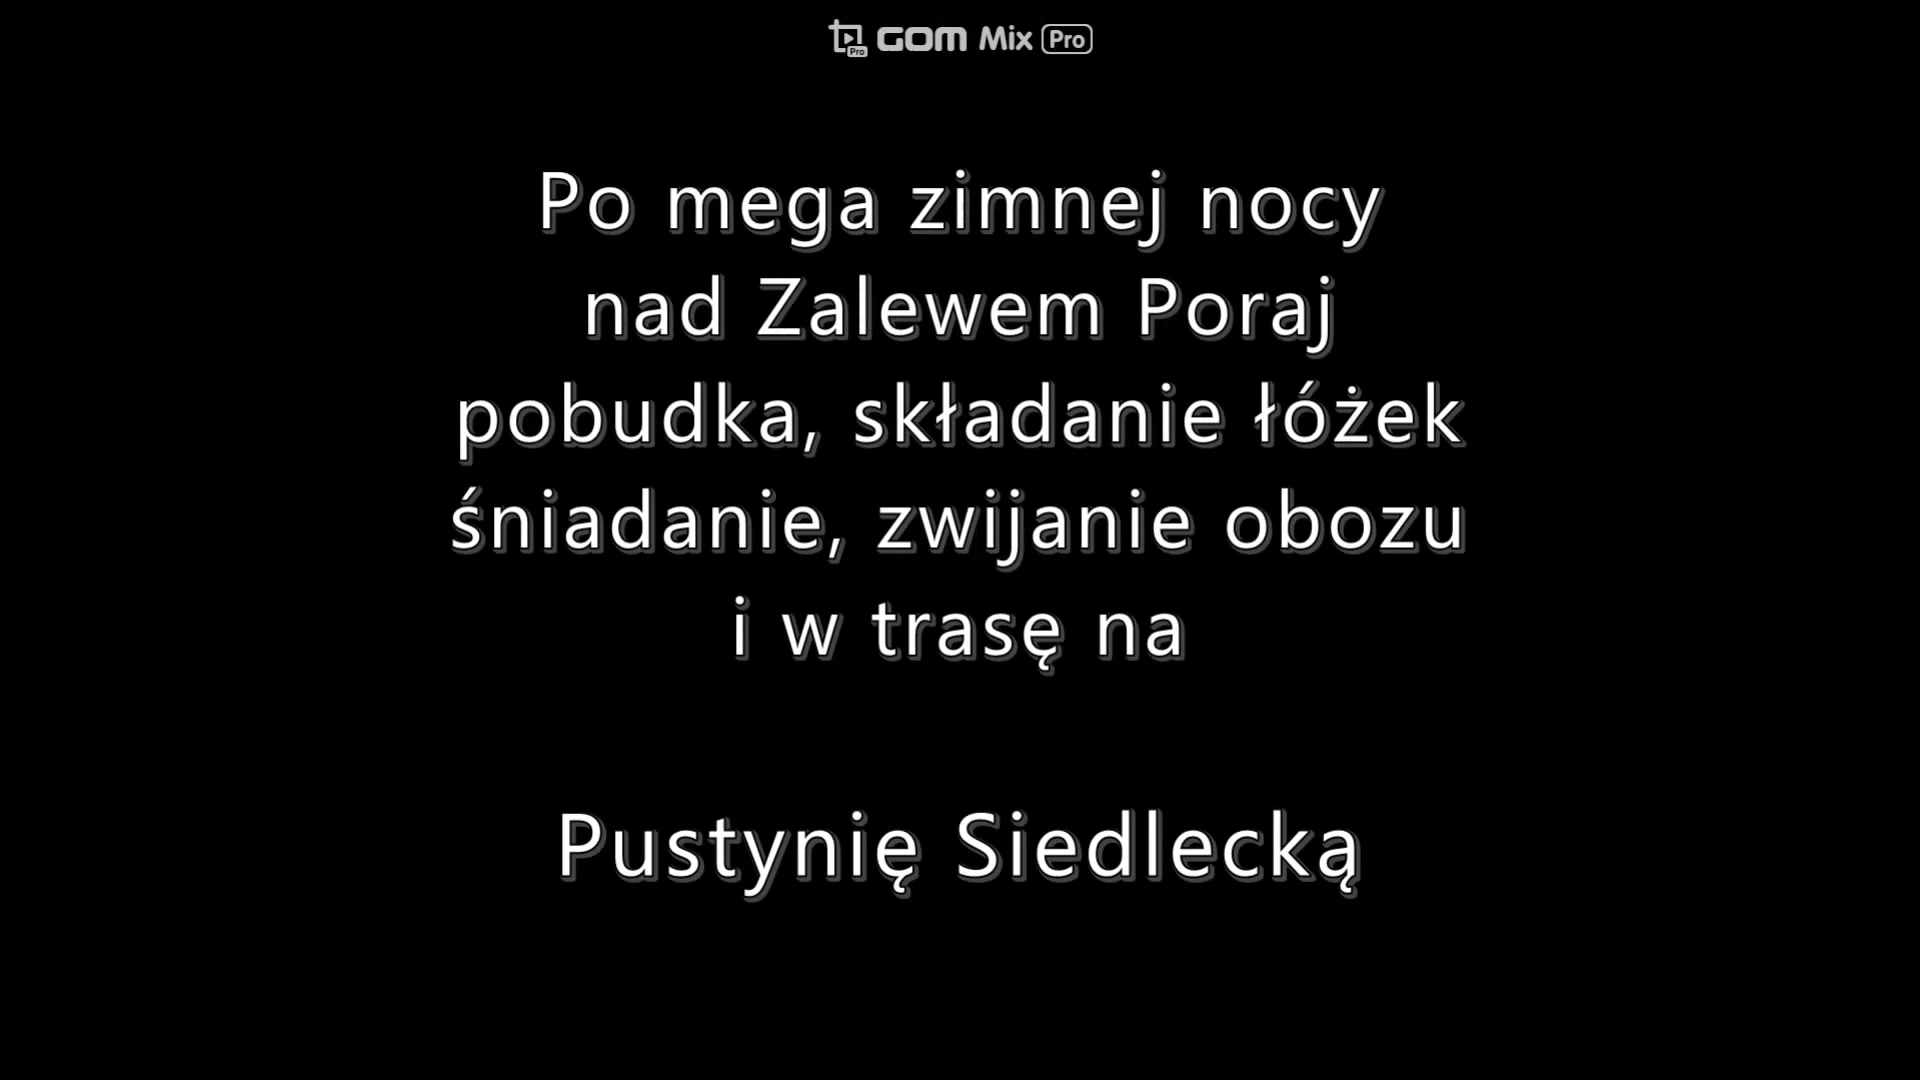 GOM Mix Pro
Po mega zimnej nocy
nad Zalewem Poraj
pobudka, składanie łóżek
śniadanie, zwijanie obozu
i w trasę na
Pustynię Siedlecką